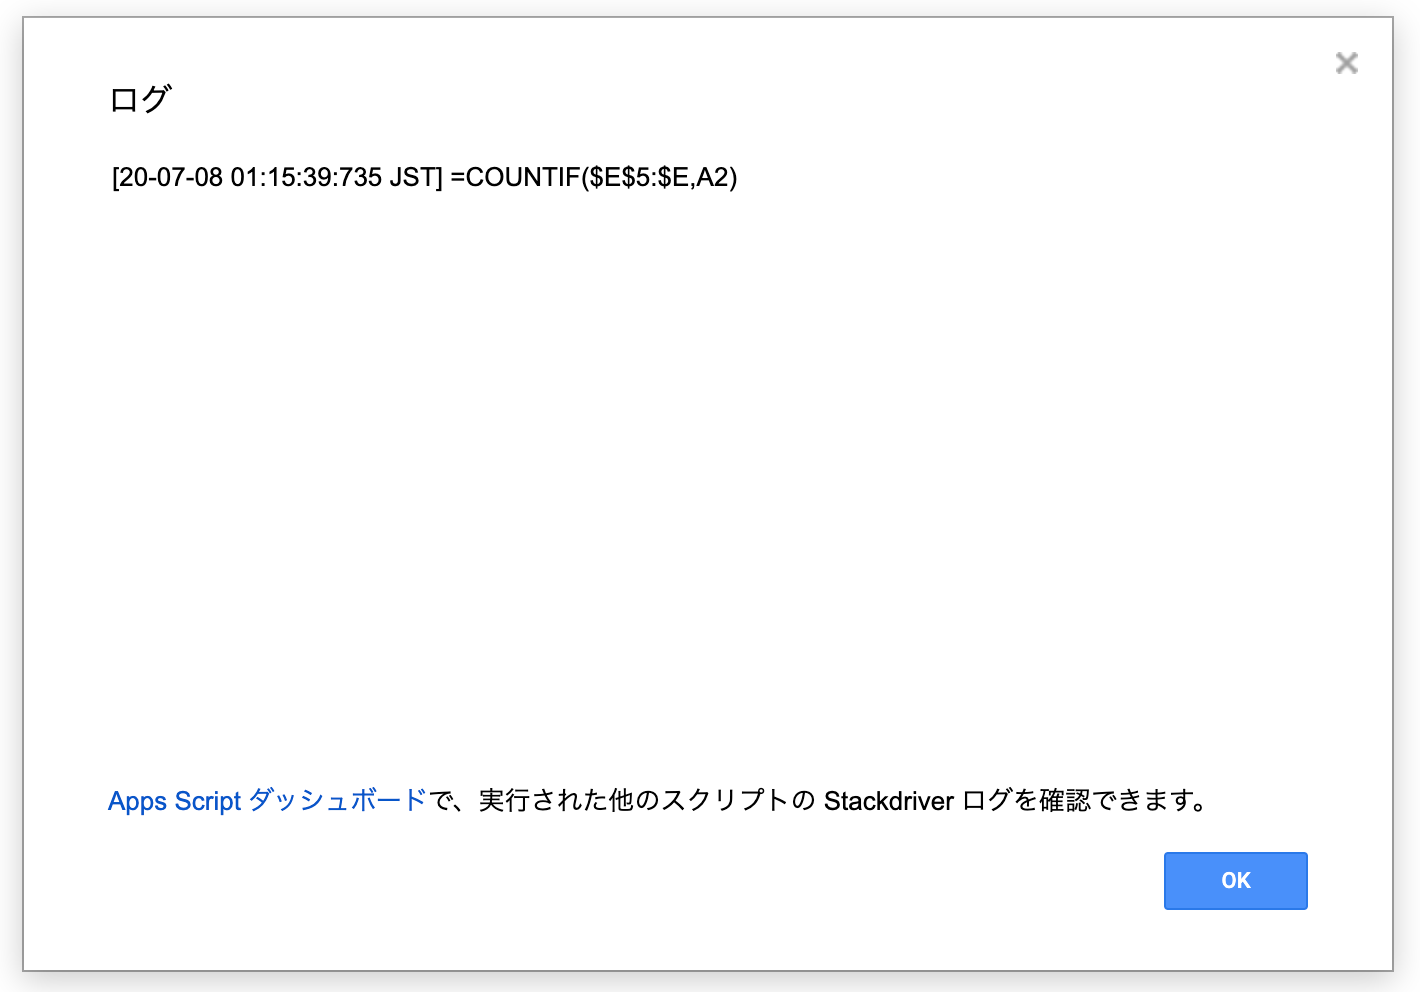 ログ
[20-07-08 01:15:39:735 JST] =COUNTIF($E$5:$E,A2)
Apps Script ダッシュボードで、実行された他のスクリプトの Stackdriver ログを確認できます。
OK